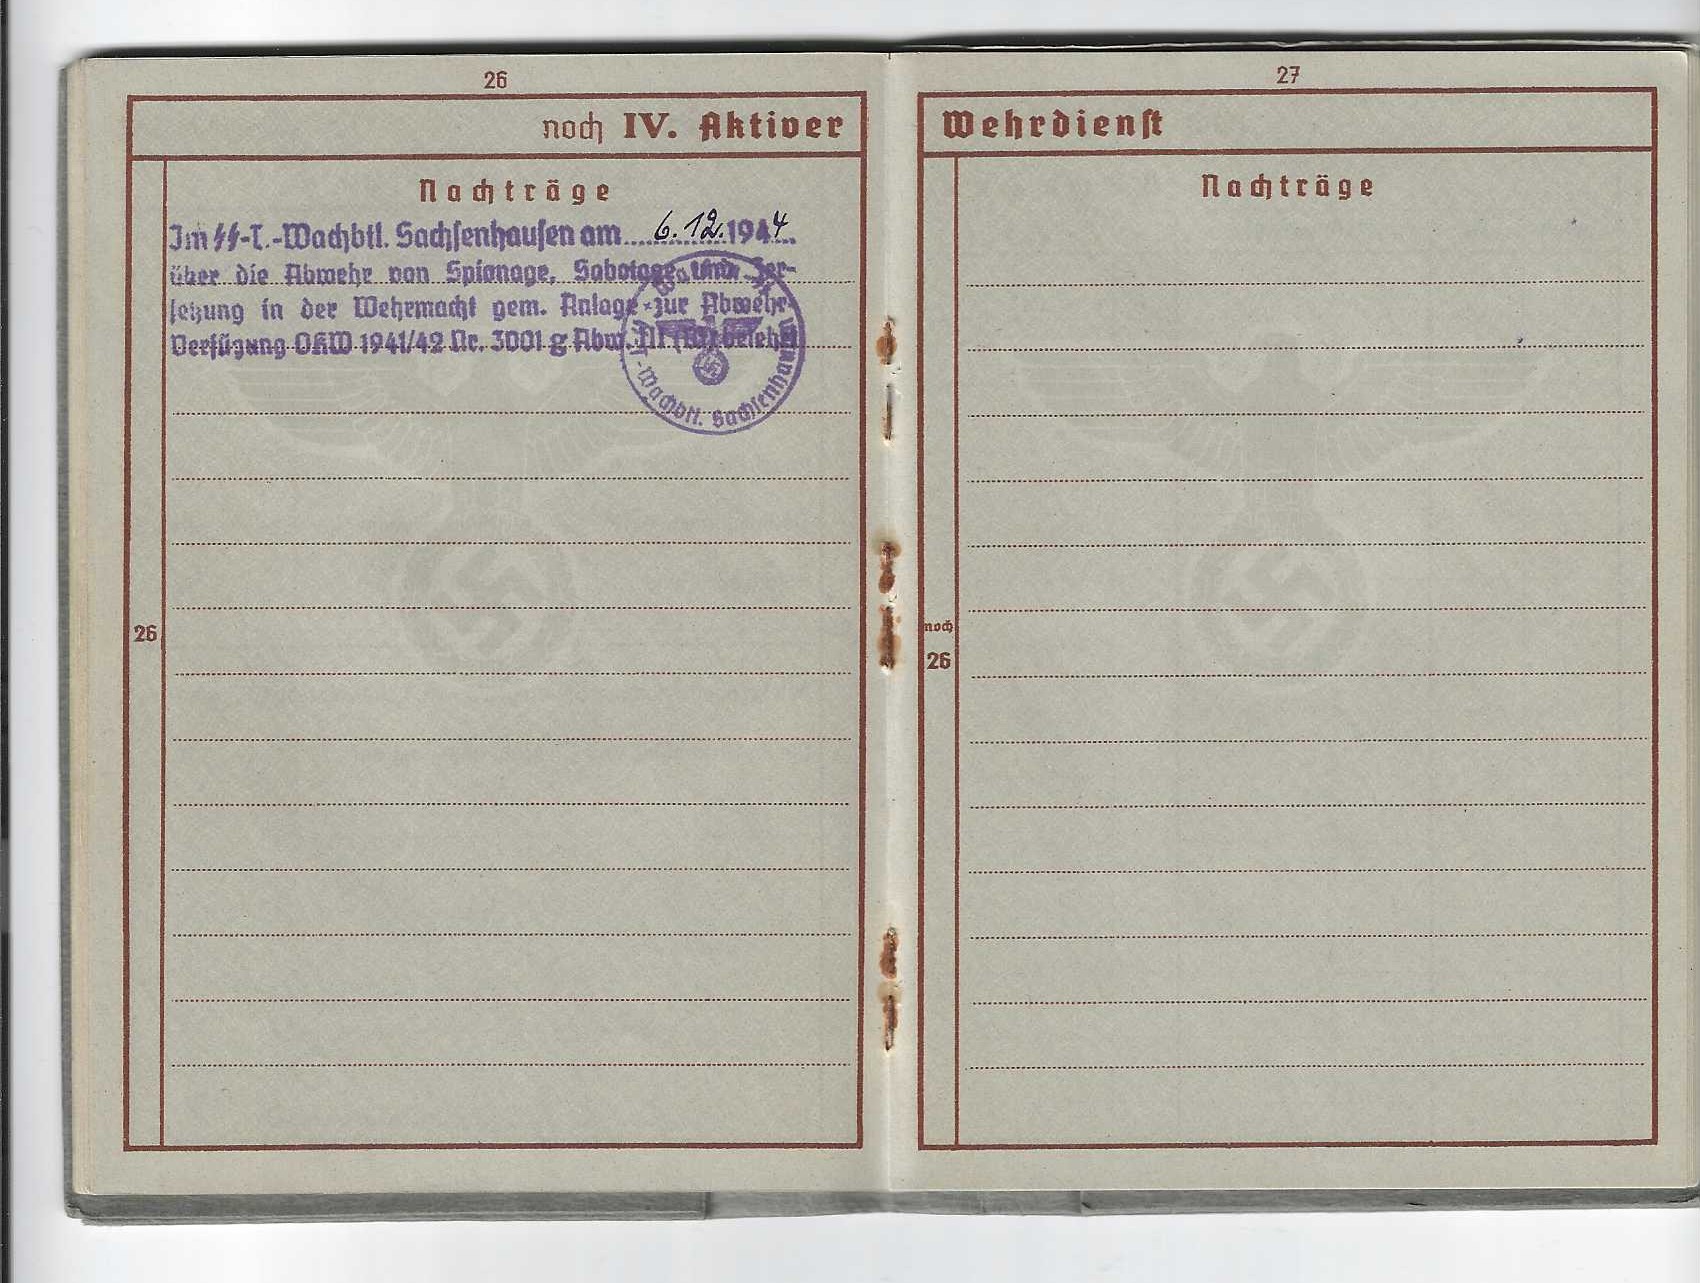 26
noch IV. Aktiver
Nachträge
Im SS-T.-Wachbtl. Sachsenhausen am 6.12.1944
über die Abwehr von Spionage, Sabotage und Zer-
setzung in der Wehrmacht gem. Anlage zur Abwehr-
Verfügung OKW 1941/42 Nr. 3001 g Abw. III belehrt
Wachbtl. Sachsenhausen
26
27
Wehrdienst
Nachträge
noch
26